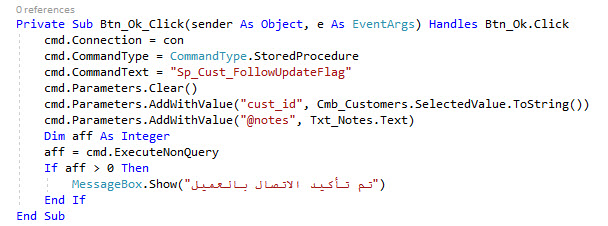 0 references
Private Sub Btn_Ok_Click(sender As Object, e As EventArgs) Handles Btn_Ok.Click
cmd.Connection = con
cmd.CommandType = CommandType.StoredProcedure
cmd.CommandText = "Sp_Cust_FollowUpdateFlag"
cmd.Parameters.Clear()
cmd.Parameters.AddWithValue("cust_id", Cmb_Customers.SelectedValue.ToString())
cmd.Parameters.AddWithValue("@notes", Txt_Notes.Text)
Dim aff As Integer
aff = cmd.ExecuteNonQuery
If aff > 0 Then
MessageBox.Show("تم تأكيد الاتصال بالعميل")
End If
End Sub